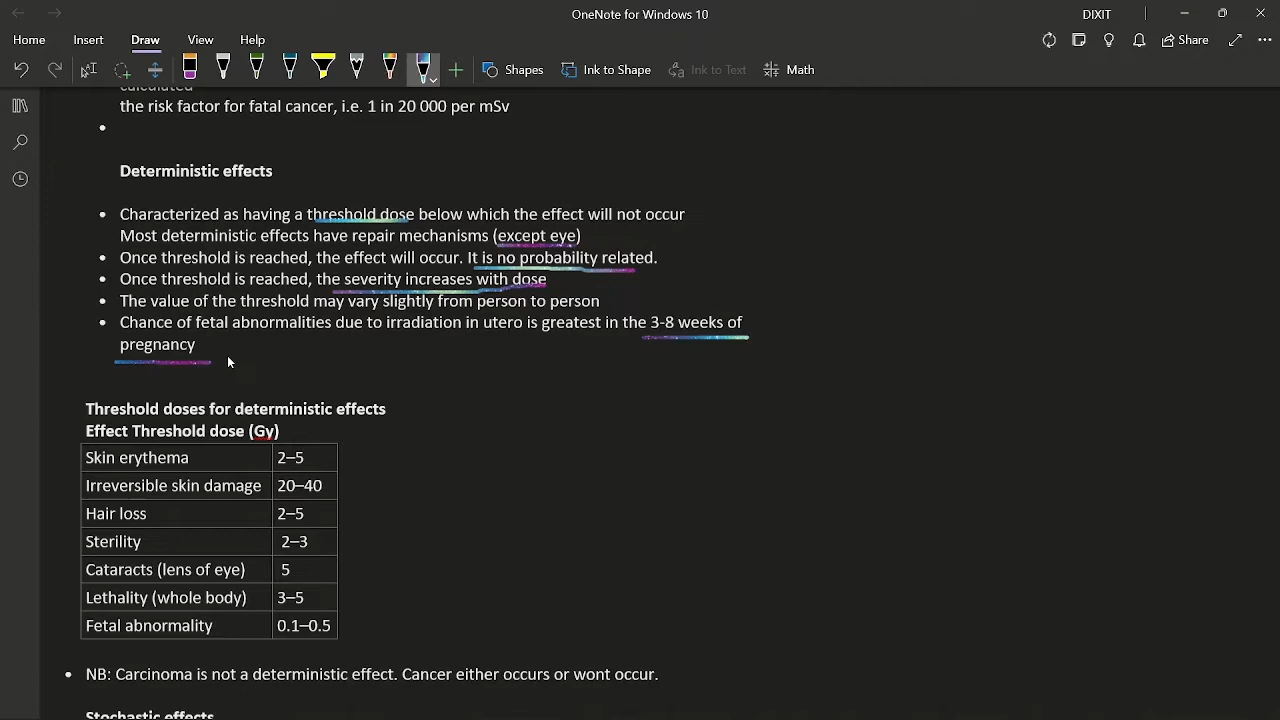 OneNote for Windows 10
DIXIT
Home Insert Draw View Help
Share
Shapes Ink to Shape Ink to Text Math
calculated
the risk factor for fatal cancer, i.e. 1 in 20 000 per mSv
•
Deterministic effects
• Characterized as having a threshold dose below which the effect will not occur
Most deterministic effects have repair mechanisms (except eye)
• Once threshold is reached, the effect will occur. It is no probability related.
• Once threshold is reached, the severity increases with dose
• The value of the threshold may vary slightly from person to person
• Chance of fetal abnormalities due to irradiation in utero is greatest in the 3-8 weeks of
pregnancy
Threshold doses for deterministic effects
Effect Threshold dose (Gy)
Skin erythema 2–5
Irreversible skin damage 20–40
Hair loss 2–5
Sterility 2–3
Cataracts (lens of eye) 5
Lethality (whole body) 3–5
Fetal abnormality 0.1–0.5
• NB: Carcinoma is not a deterministic effect. Cancer either occurs or wont occur.
Stochastic effects